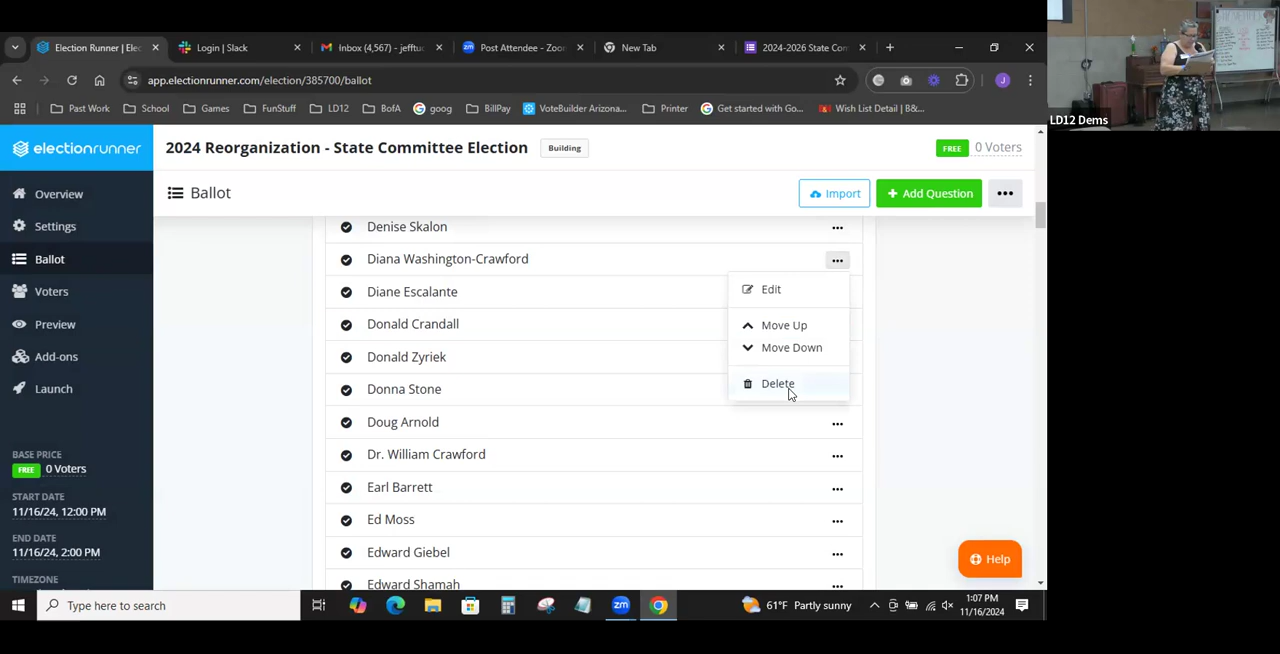 Election Runner | Elec
Login | Slack
Inbox (4,567) - jefftuc
Post Attendee - Zoo
New Tab
2024-2026 State Com
app.electionrunner.com/election/385700/ballot
J
Past Work
School
Games
FunStuff
LD12
BofA
goog
BillPay
VoteBuilder Arizona...
Printer
Get started with Go...
Wish List Detail | B&...
LD12 Dems
electionrunner
2024 Reorganization - State Committee Election
Building
FREE 0 Voters
Ballot
Import
+ Add Question
Overview
Settings
Ballot
Voters
Preview
Add-ons
Launch
BASE PRICE
FREE 0 Voters
START DATE
11/16/24, 12:00 PM
END DATE
11/16/24, 2:00 PM
TIMEZONE
Denise Skalon
Diana Washington-Crawford
Diane Escalante
Donald Crandall
Donald Zyriek
Donna Stone
Doug Arnold
Dr. William Crawford
Earl Barrett
Ed Moss
Edward Giebel
Edward Shamah
Edit
Move Up
Move Down
Delete
Help
Type here to search
zm
61°F Partly sunny
1:07 PM
11/16/2024